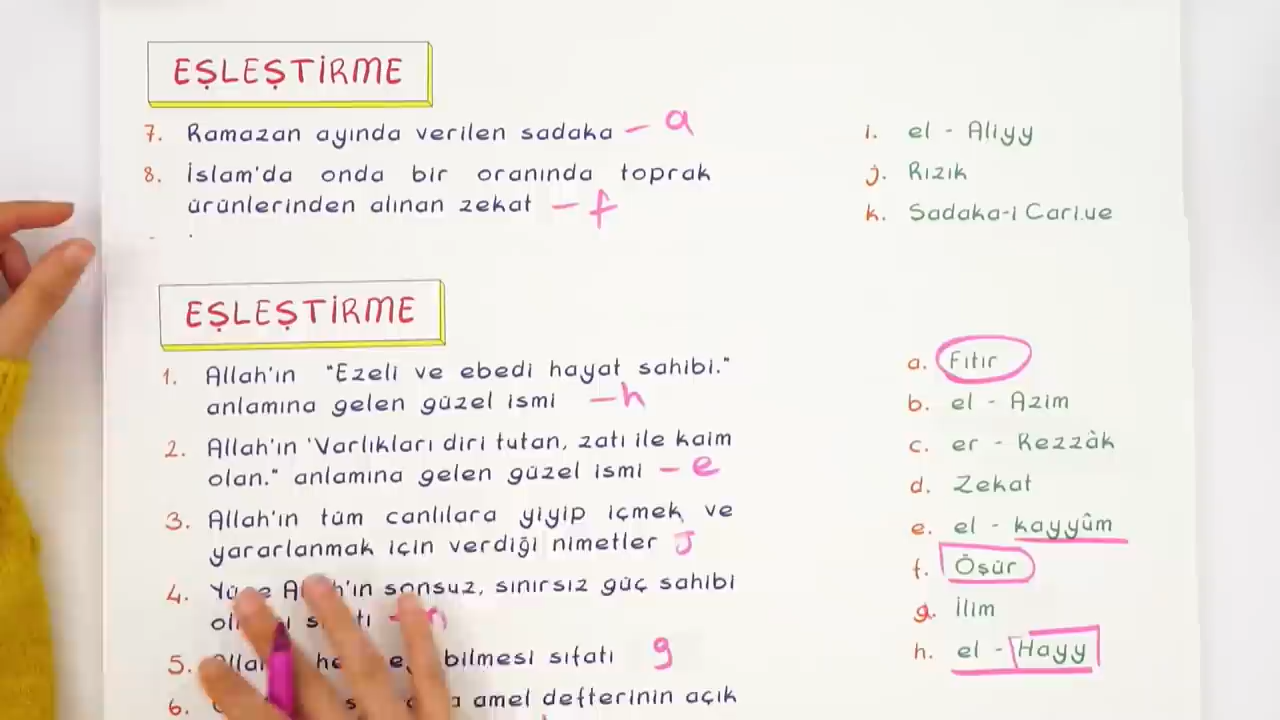 EŞLEŞTİRME
7. Ramazan ayında verilen sadaka – a
8. İslam'da onda bir oranında toprak
ürünlerinden alınan zekat – f
i. el - Aliyy
j. Rızık
k. Sadaka-i
EŞLEŞTİRME
1. Allah'ın "Ezeli ve ebedi hayat sahibi."
anlamına gelen güzel ismi – h
2. Allah'ın 'Varlıkları diri tutan, zatı ile kaim
olan." anlamına gelen güzel ismi – e
3. Allah'ın tüm canlılara yiyip içmek ve
yararlanmak için verdiği nimetler J
4. sonsuz, sınırsız güç sahibi
5. bilmesi sıfatı g
6. amel defterinin açık
a. Fıtır
b. el - Azim
c. er - Rezzâk
d. Zekat
e. el - kayyûm
f. Öşür
g. İlim
h. el - Hayy